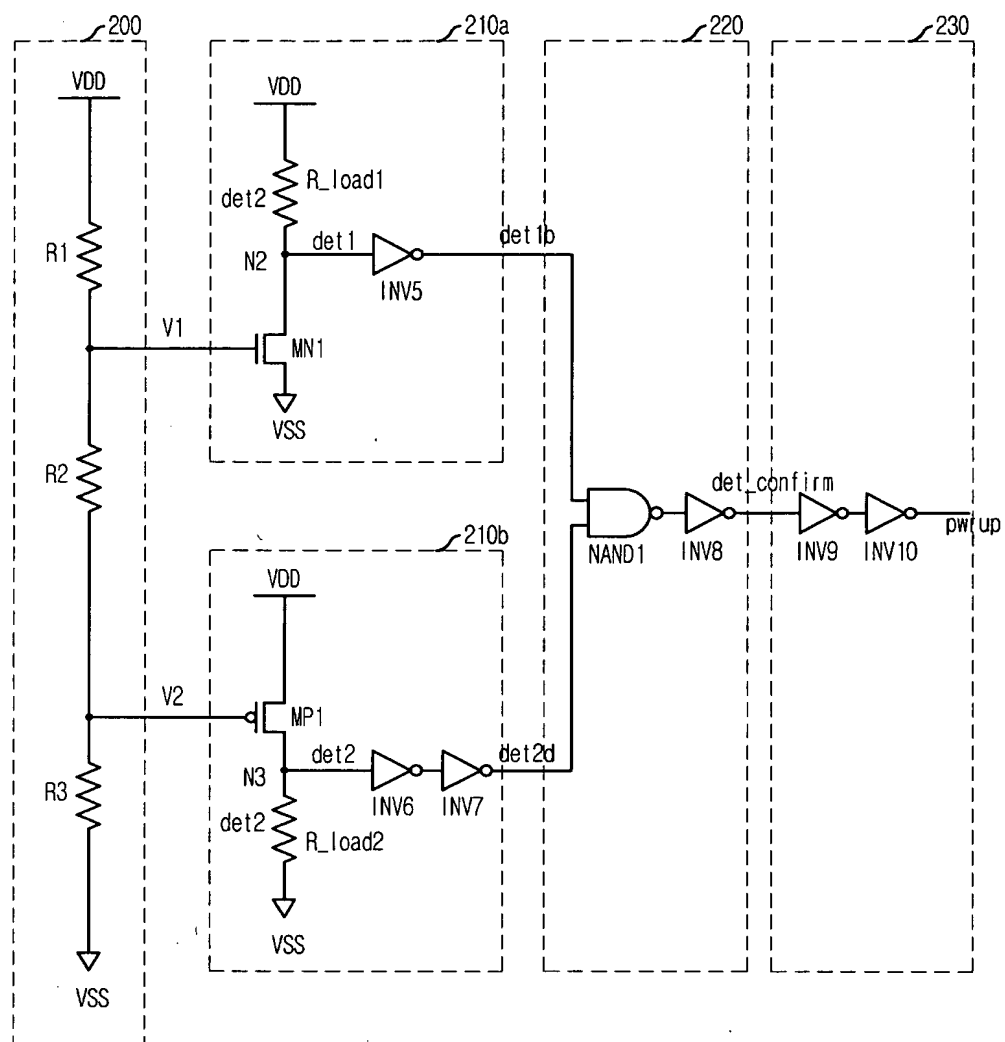 200
210a
220
230
VDD
VDD
R_load1
det2
det1
det1b
R1
N2
INV5
V1
MN1
VSS
R2
det_confirm
210b
pwrup
NAND1
INV8
INV9
INV10
VDD
V2
MP1
det2
det2d
N3
R3
INV6
INV7
det2
R_load2
VSS
VSS